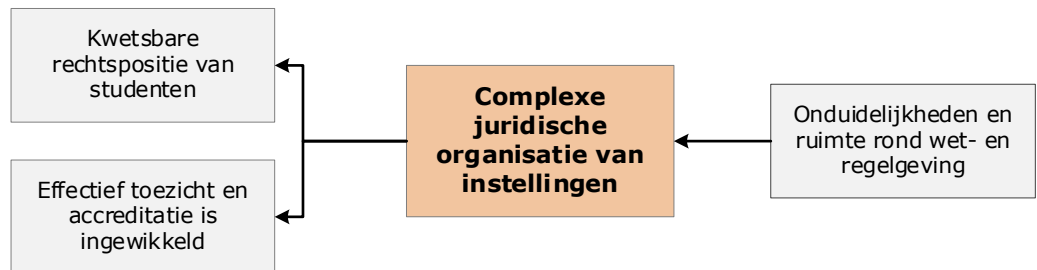 Kwetsbare
rechtspositie van
studenten
Effectief toezicht en
accreditatie is
ingewikkeld
Complexe
juridische
organisatie van
instellingen
Onduidelijkheden en
ruimte rond wet- en
regelgeving